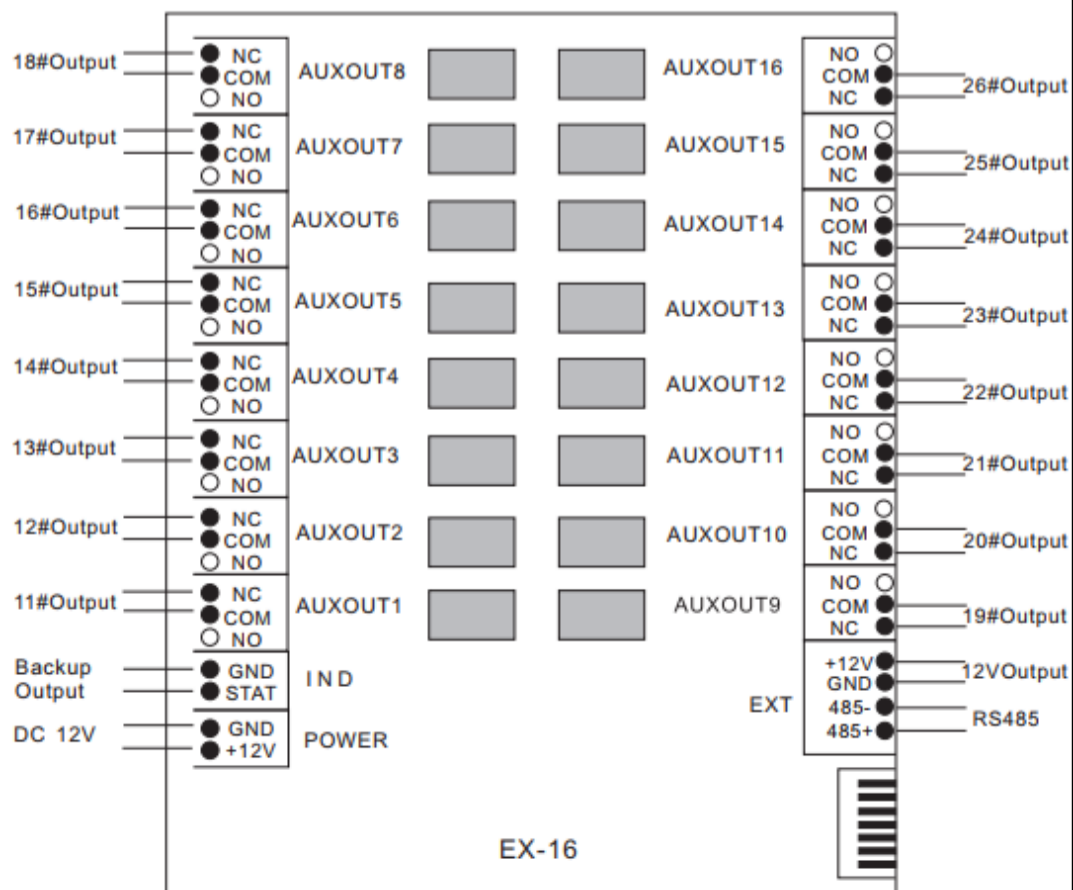 18#Output
NC
COM
NO
AUXOUT8
17#Output
NC
COM
NO
AUXOUT7
16#Output
NC
COM
NO
AUXOUT6
15#Output
NC
COM
NO
AUXOUT5
14#Output
NC
COM
NO
AUXOUT4
13#Output
NC
COM
NO
AUXOUT3
12#Output
NC
COM
NO
AUXOUT2
11#Output
NC
COM
NO
AUXOUT1
Backup
Output
GND
STAT
IND
DC 12V
GND
+12V
POWER
AUXOUT16
NO
COM
NC
26#Output
AUXOUT15
NO
COM
NC
25#Output
AUXOUT14
NO
COM
NC
24#Output
AUXOUT13
NO
COM
NC
23#Output
AUXOUT12
NO
COM
NC
22#Output
AUXOUT11
NO
COM
NC
21#Output
AUXOUT10
NO
COM
NC
20#Output
AUXOUT9
NO
COM
NC
19#Output
EXT
+12V
GND
485-
485+
12VOutput
RS485
EX-16